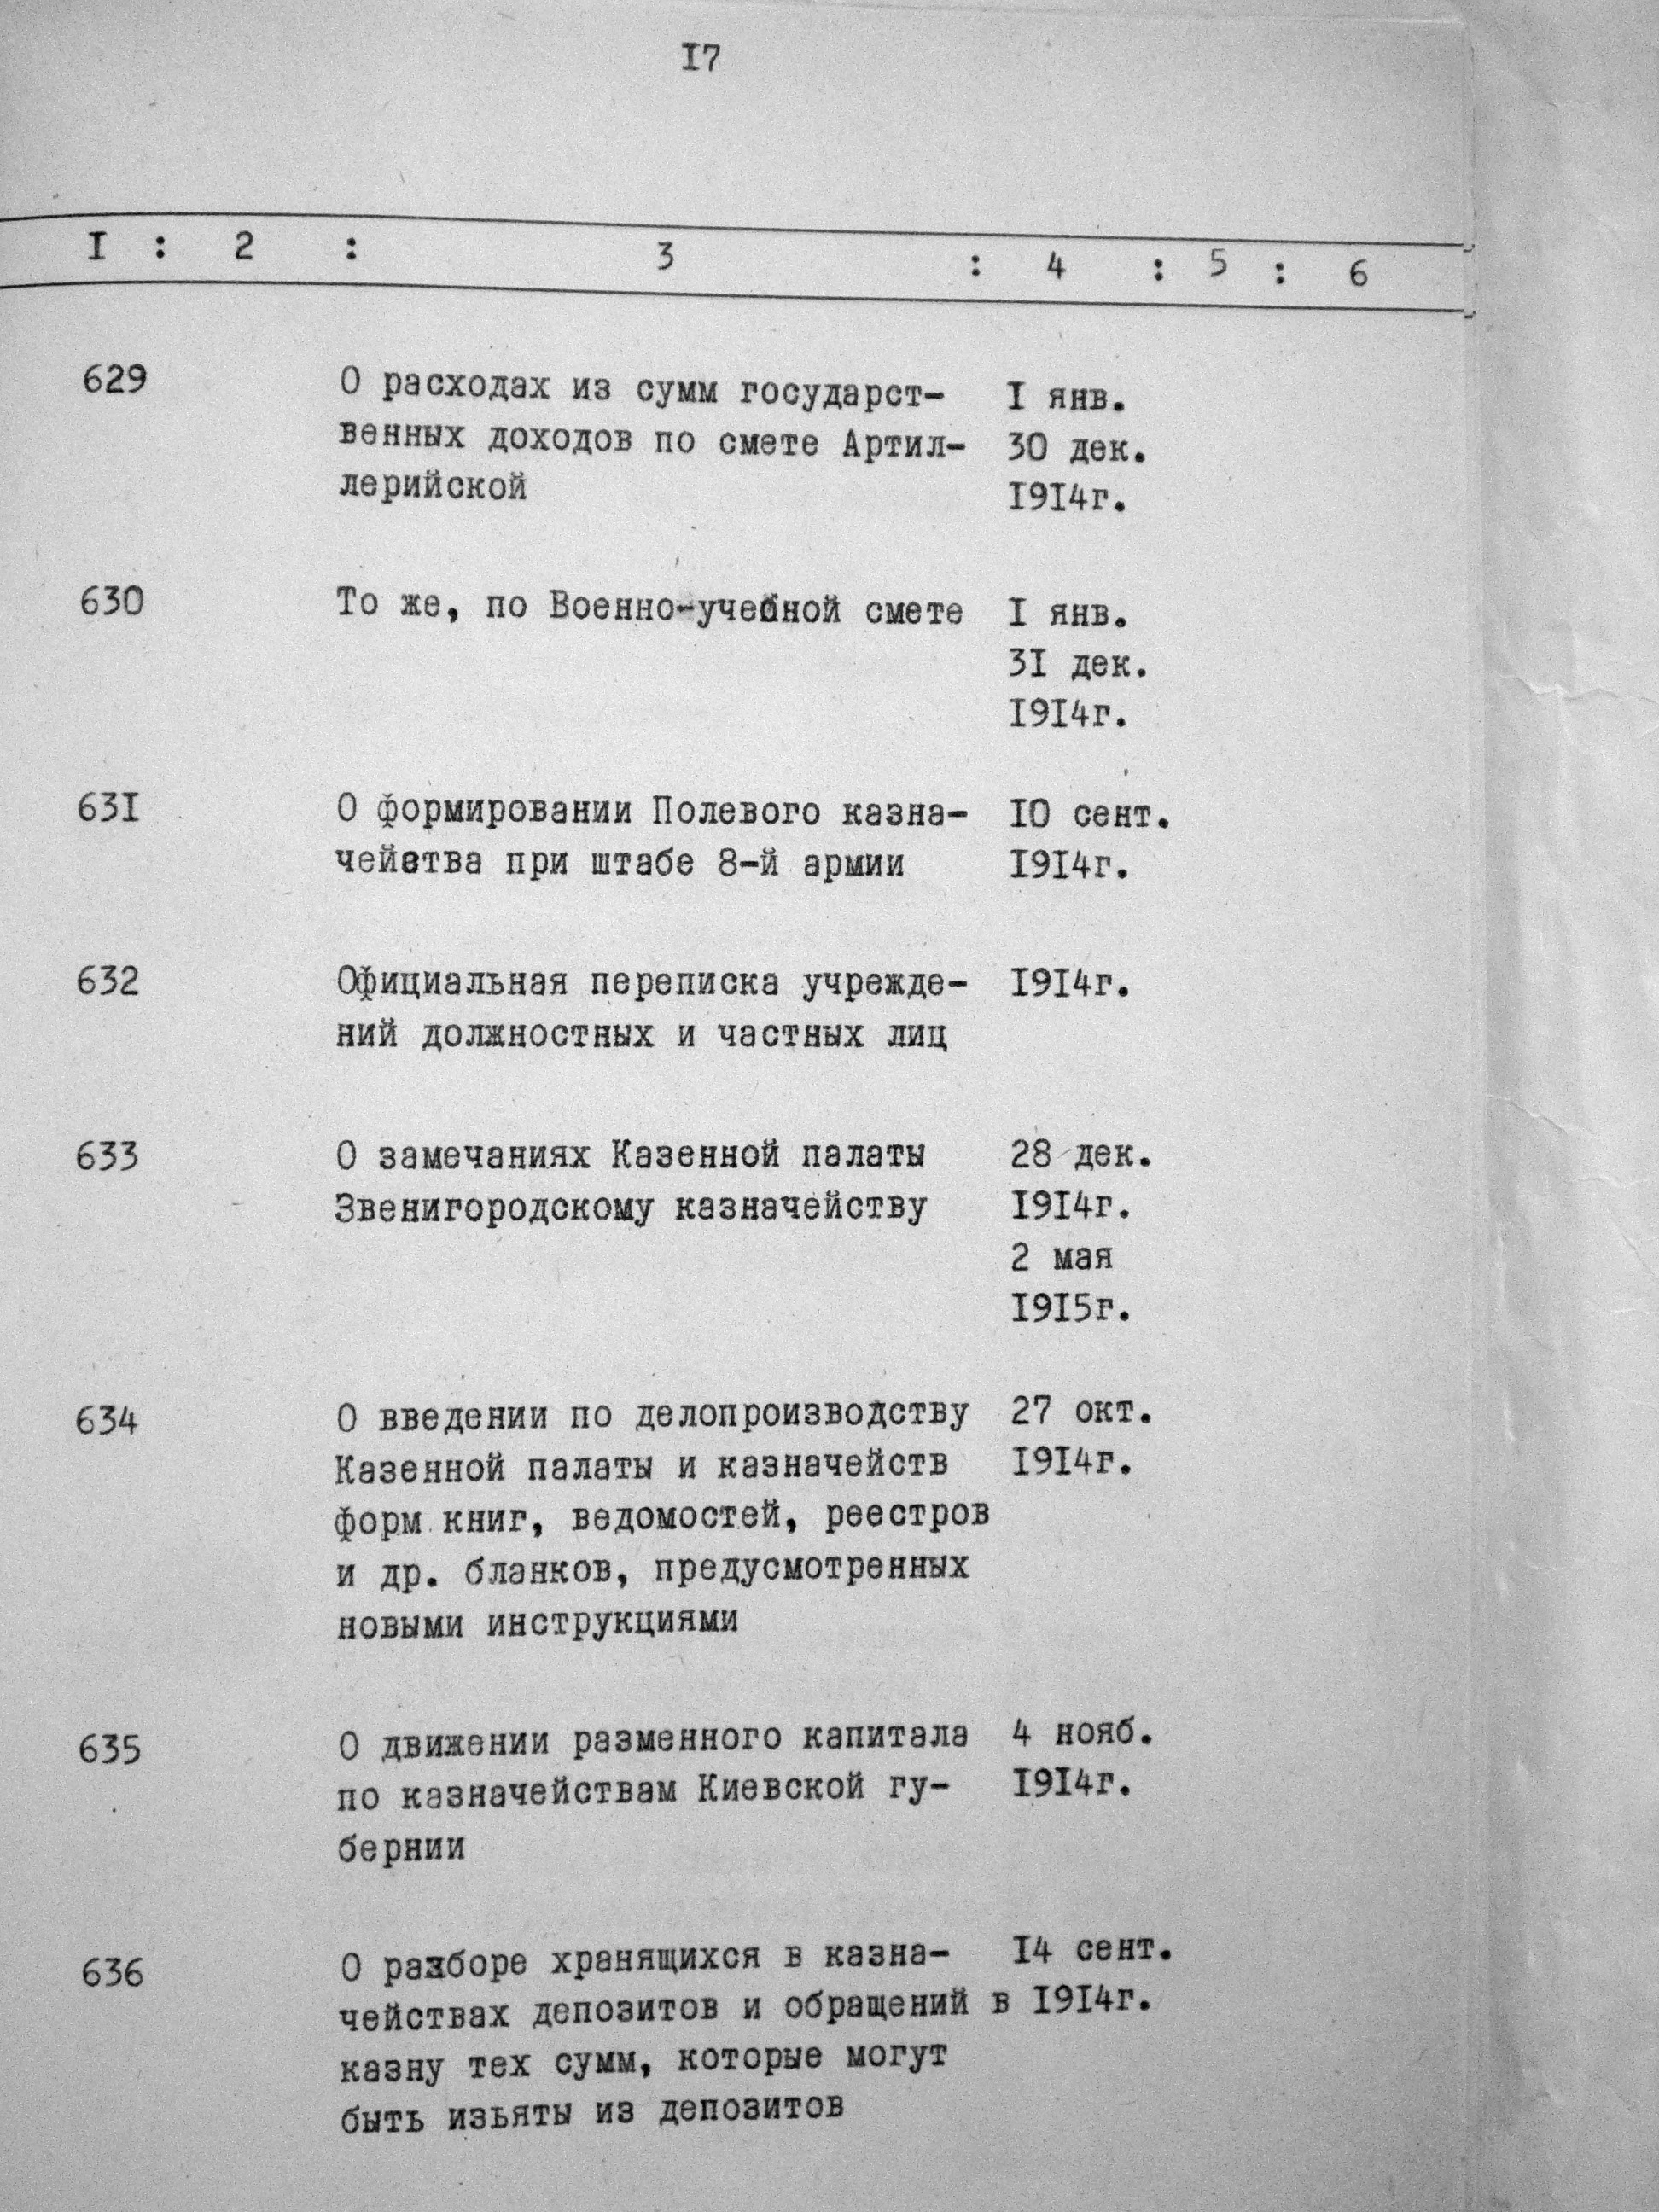 I7
I : 2 : 3 : 4 : 5 : 6
629 О расходах из сумм государст- I янв.
венных доходов по смете Артил- 30 дек.
лерийской I9I4г.
630 То же, по Военно-учебной смете I янв.
3I дек.
I9I4г.
63I О формировании Полевого казна- IO сент.
чейства при штабе 8-й армии I9I4г.
632 Официальная переписка учрежде- I9I4г.
ний должностных и частных лиц
633 О замечаниях Казенной палаты 28 дек.
Звенигородскому казначейству I9I4г.
2 мая
I9I5г.
634 О введении по делопроизводству 27 окт.
Казенной палаты и казначейств I9I4г.
форм книг, ведомостей, реестров
и др. бланков, предусмотренных
новыми инструкциями
635 О движении разменного капитала 4 нояб.
по казначействам Киевской гу- I9I4г.
бернии
636 О разборе хранящихся в казна- I4 сент.
чействах депозитов и обращений в I9I4г.
казну тех сумм, которые могут
быть изьяты из депозитов